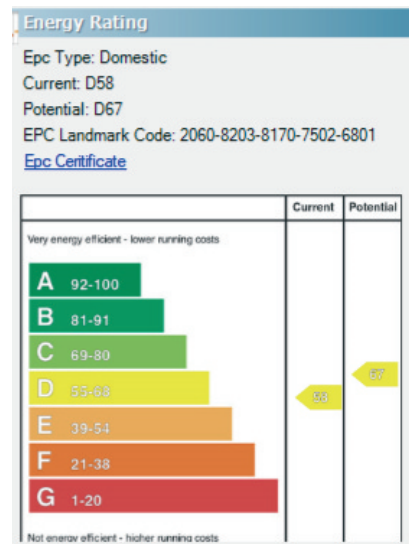 Energy Rating
Epc Type: Domestic
Current: D58
Potential: D67
EPC Landmark Code: 2060-8203-8170-7502-6801
Epc Ceritificate
Current Potential
Very energy efficient - lower running costs
A 92-100
B 81-91
C 69-80
67
D 55-68
58
E 39-54
F 21-38
G 1-20
Not energy efficient - higher running costs